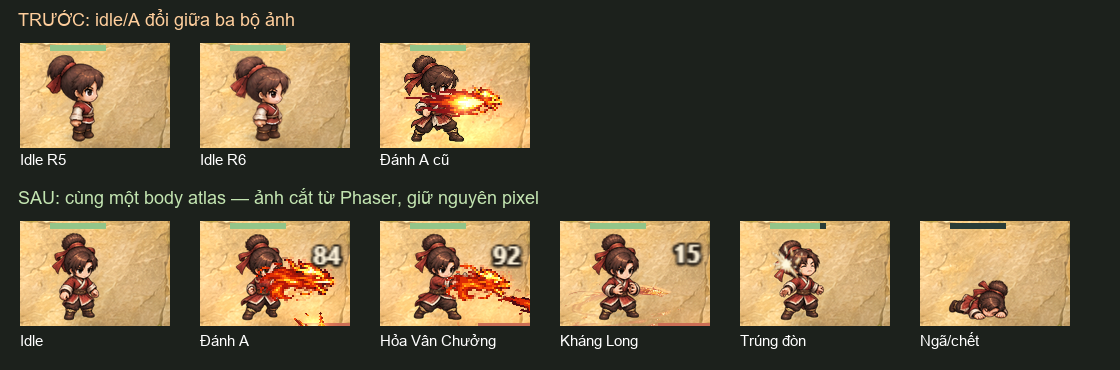 TRƯỚC: idle/A đổi giữa ba bộ ảnh
Idle R5
Idle R6
Đánh A cũ
SAU: cùng một body atlas — ảnh cắt từ Phaser, giữ nguyên pixel
84
92
15
Idle
Đánh A
Hỏa Vân Chưởng
Kháng Long
Trúng đòn
Ngã/chết